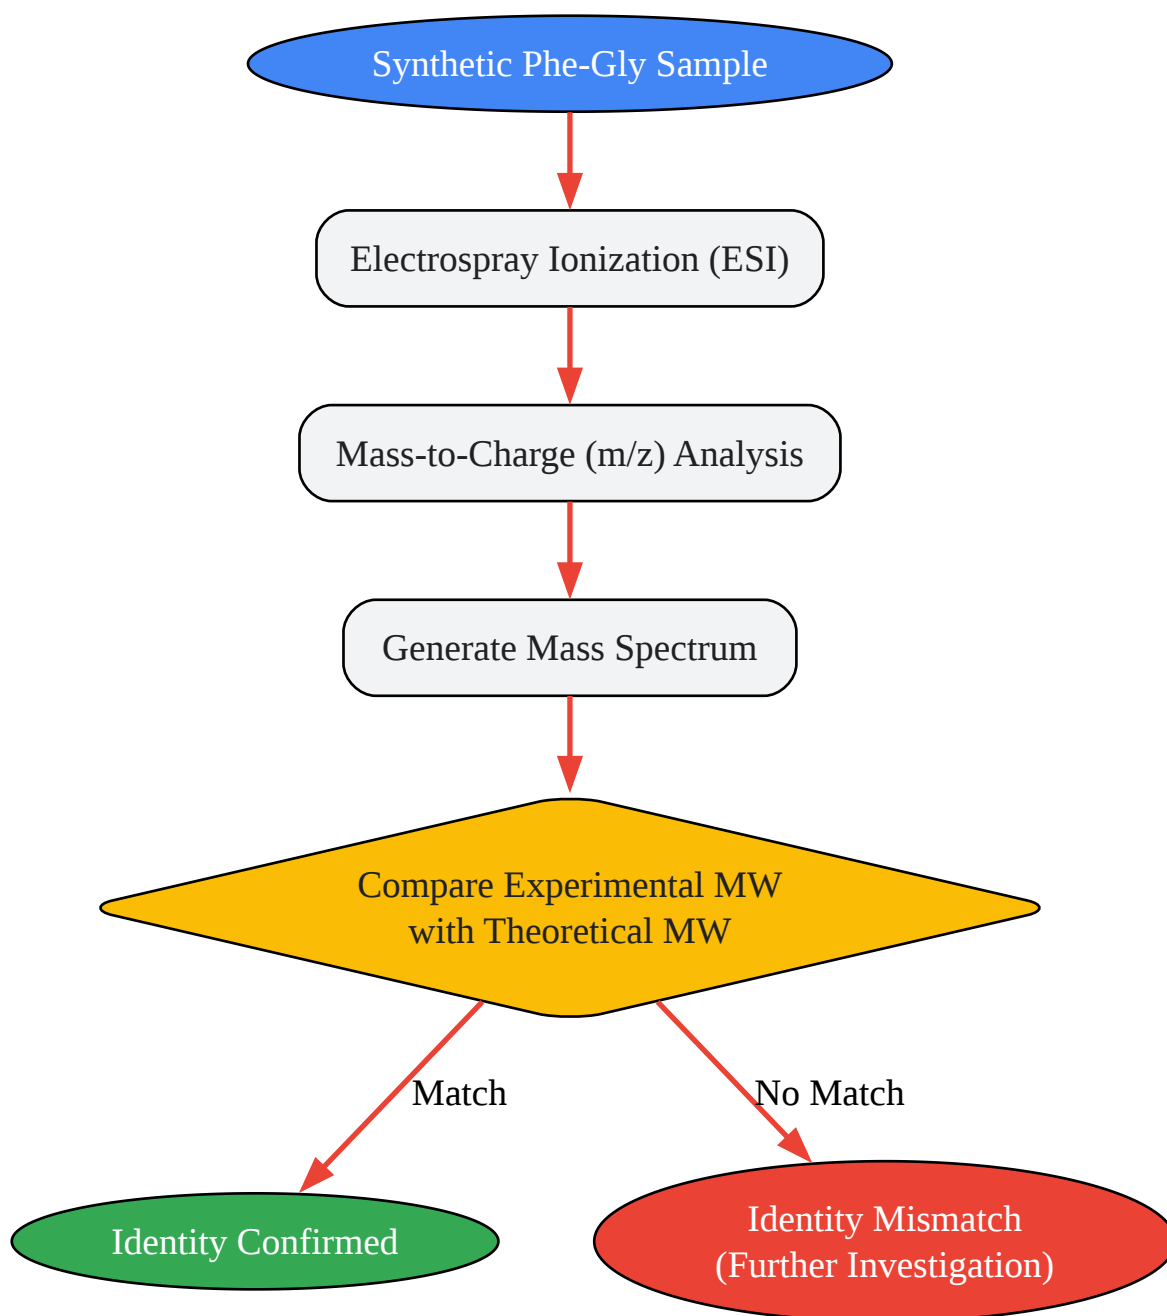 Synthetic Phe-Gly Sample
Electrospray Ionization (ESI)
Mass-to-Charge (m/z) Analysis
Generate Mass Spectrum
Compare Experimental MW
with Theoretical MW
Match
No Match
Identity Confirmed
Identity Mismatch
(Further Investigation)